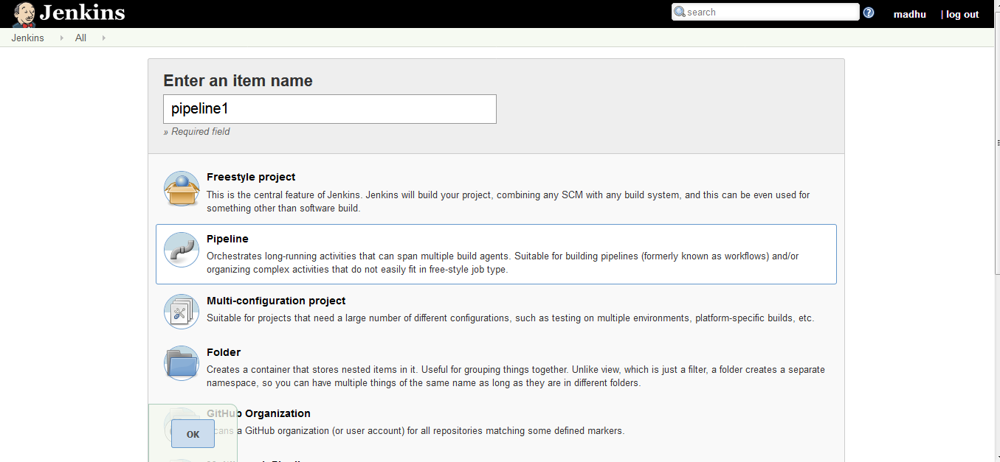 Jenkins
search
madhu
| log out
Jenkins
All
Enter an item name
pipeline1
» Required field
Freestyle project
This is the central feature of Jenkins. Jenkins will build your project, combining any SCM with any build system, and this can be even used for
something other than software build.
Pipeline
Orchestrates long-running activities that can span multiple build agents. Suitable for building pipelines (formerly known as workflows) and/or
organizing complex activities that do not easily fit in free-style job type.
Multi-configuration project
Suitable for projects that need a large number of different configurations, such as testing on multiple environments, platform-specific builds, etc.
Folder
Creates a container that stores nested items in it. Useful for grouping things together. Unlike view, which is just a filter, a folder creates a separate
namespace, so you can have multiple things of the same name as long as they are in different folders.
GitHub Organization
Scans a GitHub organization (or user account) for all repositories matching some defined markers.
OK